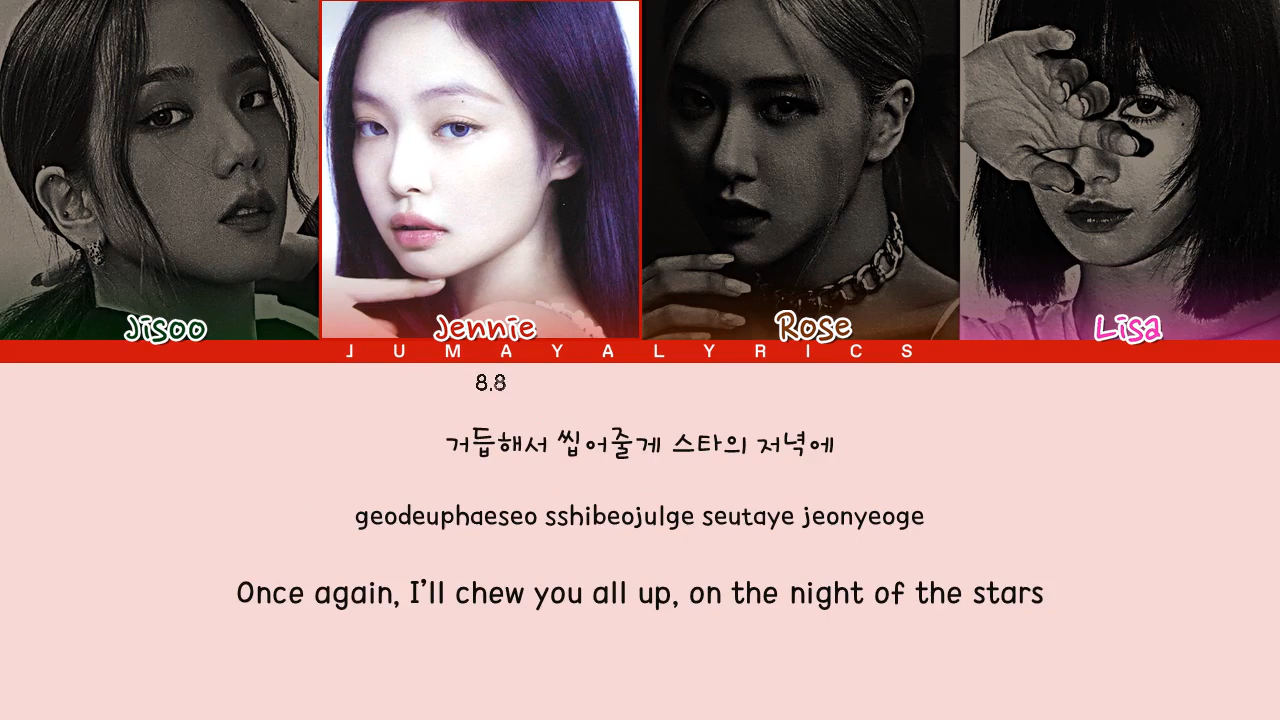 Jisoo Jennie Rose Lisa
JUMAYALYRICS
8.8
거듭해서 씹어줄게 스타의 저녁에
geodeuphaeseo sshibeojulge seutaye jeonyeoge
Once again, I'll chew you all up, on the night of the stars